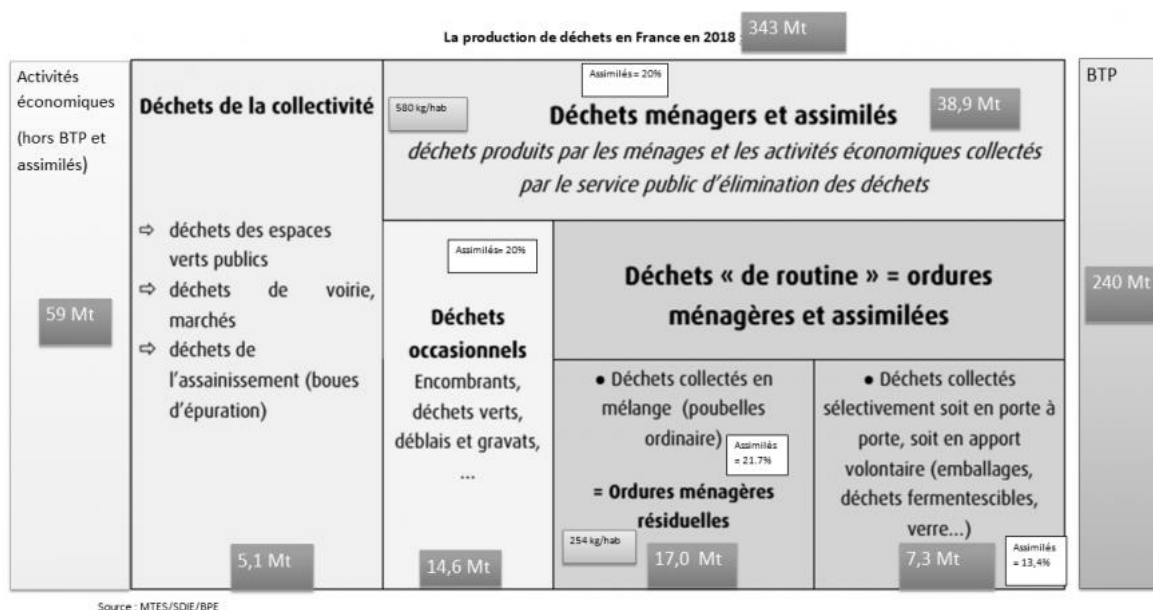 La production de déchets en France en 2018 : 343 Mt
Activités
économiques
(hors BTP et
assimilés)
59 Mt
Déchets de la collectivité
⇨ déchets des espaces
verts publics
⇨ déchets de voirie,
marchés
⇨ déchets de
l’assainissement (boues
d’épuration)
5,1 Mt
Assimilés= 20%
580 kg/hab
Déchets ménagers et assimilés
38,9 Mt
déchets produits par les ménages et les activités économiques collectés
par le service public d’élimination des déchets
Assimilés= 20%
Déchets
occasionnels
Encombrants,
déchets verts,
déblais et gravats,
...
14,6 Mt
Déchets « de routine » = ordures
ménagères et assimilées
● Déchets collectés en
mélange (poubelles
ordinaire)
Assimilés
= 21.7%
= Ordures ménagères
résiduelles
254 kg/hab
17,0 Mt
● Déchets collectés
sélectivement soit en porte à
porte, soit en apport
volontaire (emballages,
déchets fermentescibles,
verre...)
7,3 Mt
Assimilés
= 13,4%
BTP
240 Mt
Source : MTES/SDIE/BPE